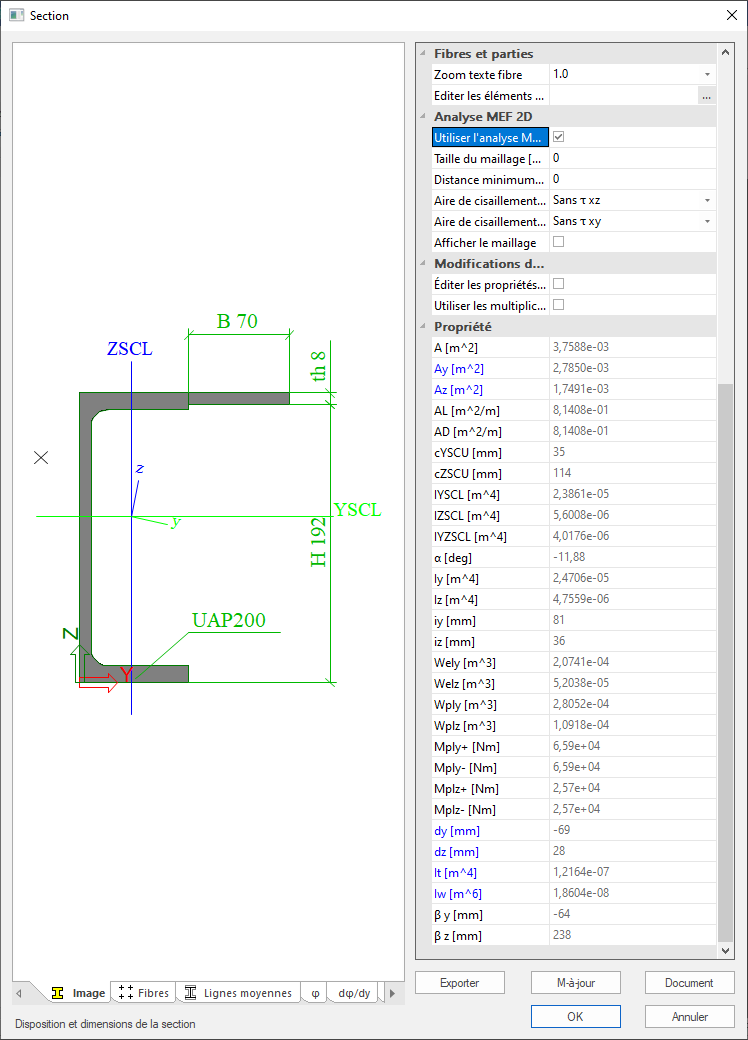 Section
B 70
ZSCL
th 8
z
y
YSCL
H 192
UAP200
Z
Y
Image
Fibres
Lignes moyennes
φ
dφ/dy
Disposition et dimensions de la section
Fibres et parties
Zoom texte fibre 1.0
Editer les éléments ... ...
Analyse MEF 2D
Utiliser l'analyse M...
Taille du maillage [... 0
Distance minimum... 0
Aire de cisaillement... Sans τ xz
Aire de cisaillement... Sans τ xy
Afficher le maillage
Modifications d...
Éditer les propriétés...
Utiliser les multiplic...
Propriété
A [m^2] 3,7588e-03
Ay [m^2] 2,7850e-03
Az [m^2] 1,7491e-03
AL [m^2/m] 8,1408e-01
AD [m^2/m] 8,1408e-01
cYSCU [mm] 35
cZSCU [mm] 114
IYSCL [m^4] 2,3861e-05
IZSCL [m^4] 5,6008e-06
IYZSCL [m^4] 4,0176e-06
α [deg] -11,88
Iy [m^4] 2,4706e-05
Iz [m^4] 4,7559e-06
iy [mm] 81
iz [mm] 36
Wely [m^3] 2,0741e-04
Welz [m^3] 5,2038e-05
Wply [m^3] 2,8052e-04
Wplz [m^3] 1,0918e-04
Mply+ [Nm] 6,59e+04
Mply- [Nm] 6,59e+04
Mplz+ [Nm] 2,57e+04
Mplz- [Nm] 2,57e+04
dy [mm] -69
dz [mm] 28
It [m^4] 1,2164e-07
Iw [m^6] 1,8604e-08
β y [mm] -64
β z [mm] 238
Exporter
M-à-jour
Document
OK
Annuler